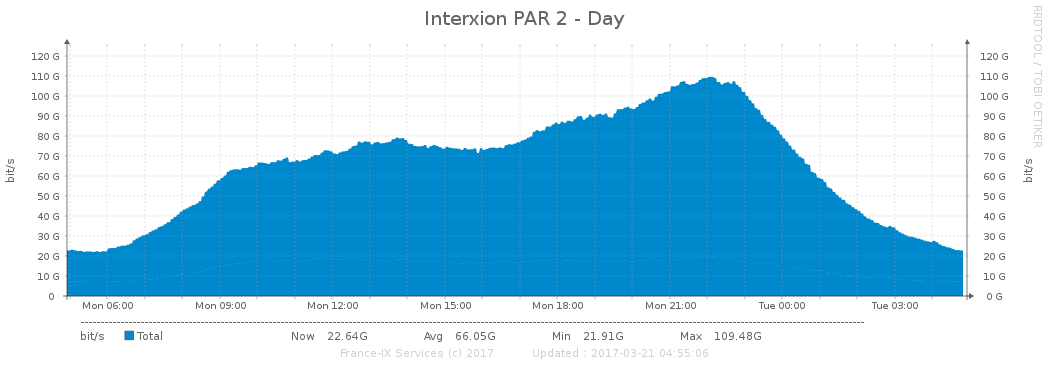 Interxion PAR 2 - Day
RRDTOOL / TOBI OETIKER
bit/s
120 G 120 G
110 G 110 G
100 G 100 G
90 G 90 G
80 G 80 G
70 G 70 G
60 G 60 G
50 G 50 G
40 G 40 G
30 G 30 G
20 G 20 G
10 G 10 G
0 0 G
bit/s
Mon 06:00 Mon 09:00 Mon 12:00 Mon 15:00 Mon 18:00 Mon 21:00 Tue 00:00 Tue 03:00
bit/s Total Now 22.64G Avg 66.05G Min 21.91G Max 109.48G
France-IX Services (c) 2017 Updated : 2017-03-21 04:55:06